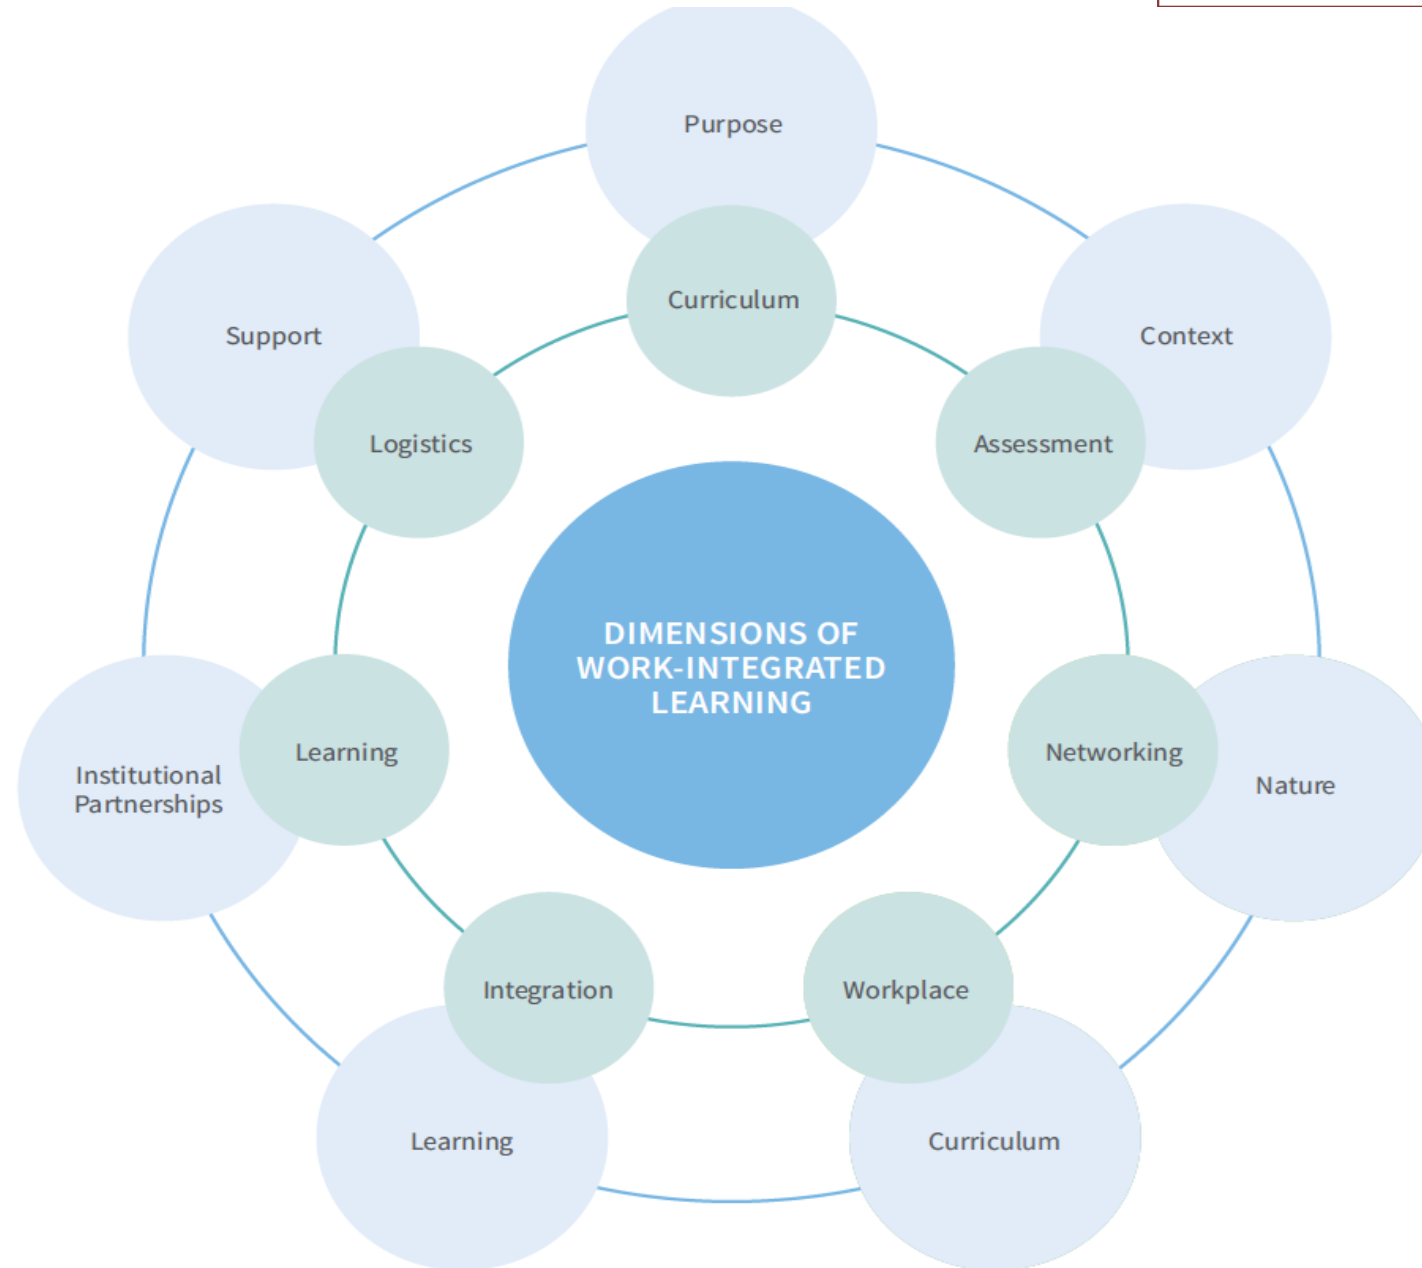 Purpose
Curriculum
Support
Context
Logistics
Assessment
DIMENSIONS OF
WORK-INTEGRATED
LEARNING
Learning
Networking
Institutional
Partnerships
Nature
Integration
Workplace
Learning
Curriculum